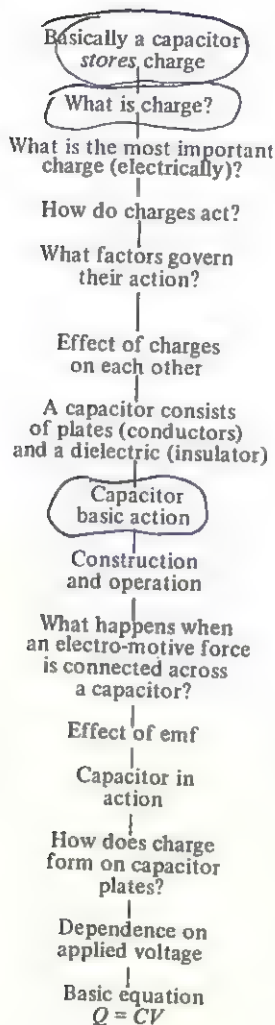 Basically a capacitor
stores charge
What is charge?
What is the most important
charge (electrically)?
How do charges act?
What factors govern
their action?
Effect of charges
on each other
A capacitor consists
of plates (conductors)
and a dielectric (insulator)
Capacitor
basic action
Construction
and operation
What happens when
an electro-motive force
is connected across
a capacitor?
Effect of emf
Capacitor in
action
How does charge
form on capacitor
plates?
Dependence on
applied voltage
Basic equation
Q = CV